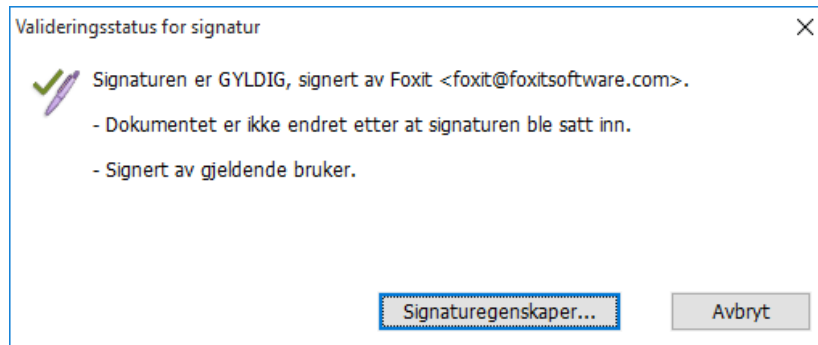 Valideringsstatus for signatur
Signaturen er GYLDIG, signert av Foxit <foxit@foxitsoftware.com>.
- Dokumentet er ikke endret etter at signaturen ble satt inn.
- Signert av gjeldende bruker.
Signaturegenskaper... Avbryt